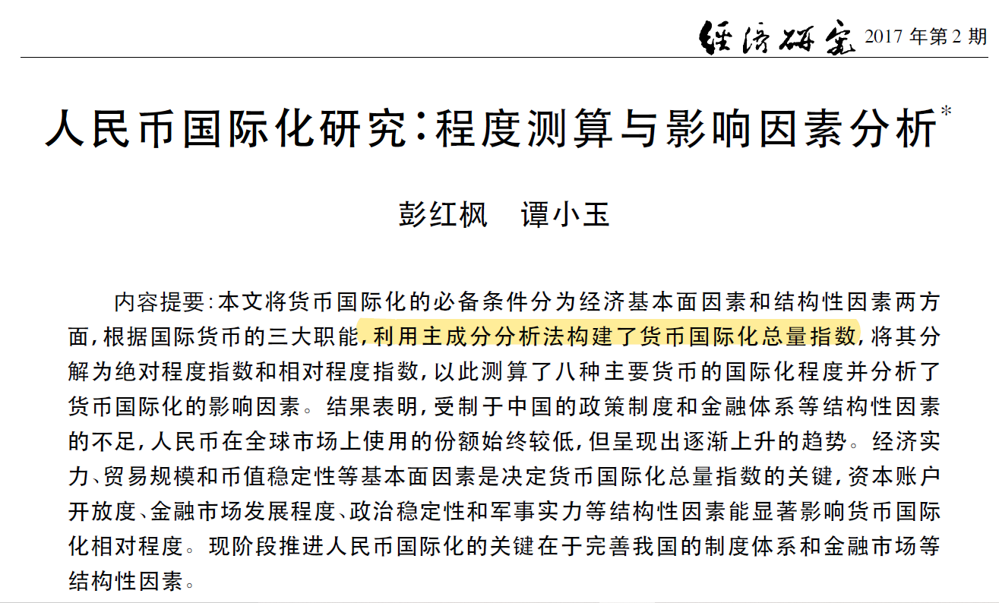 经济研究 2017 年第 2 期
人民币国际化研究:程度测算与影响因素分析*
彭红枫 谭小玉
内容提要:本文将货币国际化的必备条件分为经济基本面因素和结构性因素两方
面,根据国际货币的三大职能,利用主成分分析法构建了货币国际化总量指数,将其分
解为绝对程度指数和相对程度指数,以此测算了八种主要货币的国际化程度并分析了
货币国际化的影响因素。结果表明,受制于中国的政策制度和金融体系等结构性因素
的不足,人民币在全球市场上使用的份额始终较低,但呈现出逐渐上升的趋势。经济实
力、贸易规模和币值稳定性等基本面因素是决定货币国际化总量指数的关键,资本账户
开放度、金融市场发展程度、政治稳定性和军事实力等结构性因素能显著影响货币国际
化相对程度。现阶段推进人民币国际化的关键在于完善我国的制度体系和金融市场等
结构性因素。